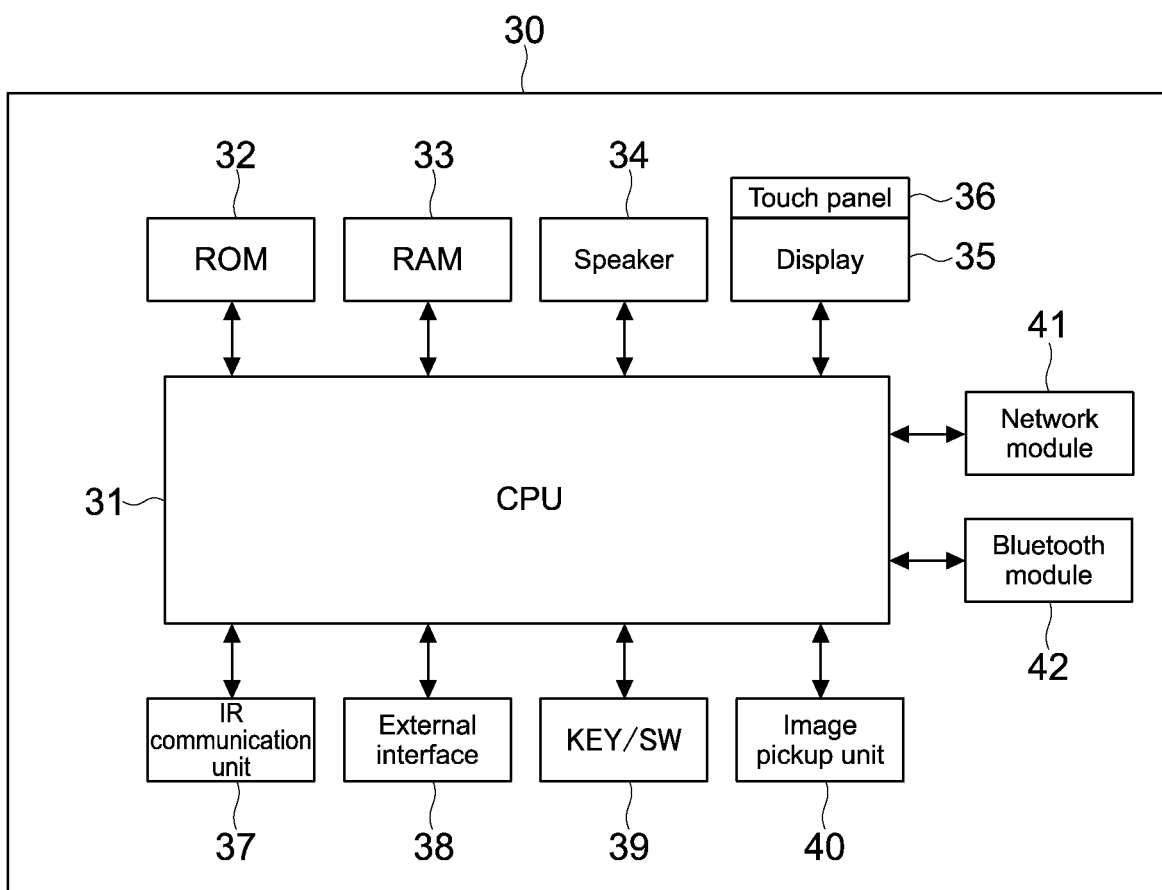 30
32
33
34
Touch panel
36
ROM
RAM
Speaker
Display
35
41
Network
module
31
CPU
Bluetooth
module
42
IR
communication
unit
External
interface
KEY/SW
Image
pickup unit
37
38
39
40